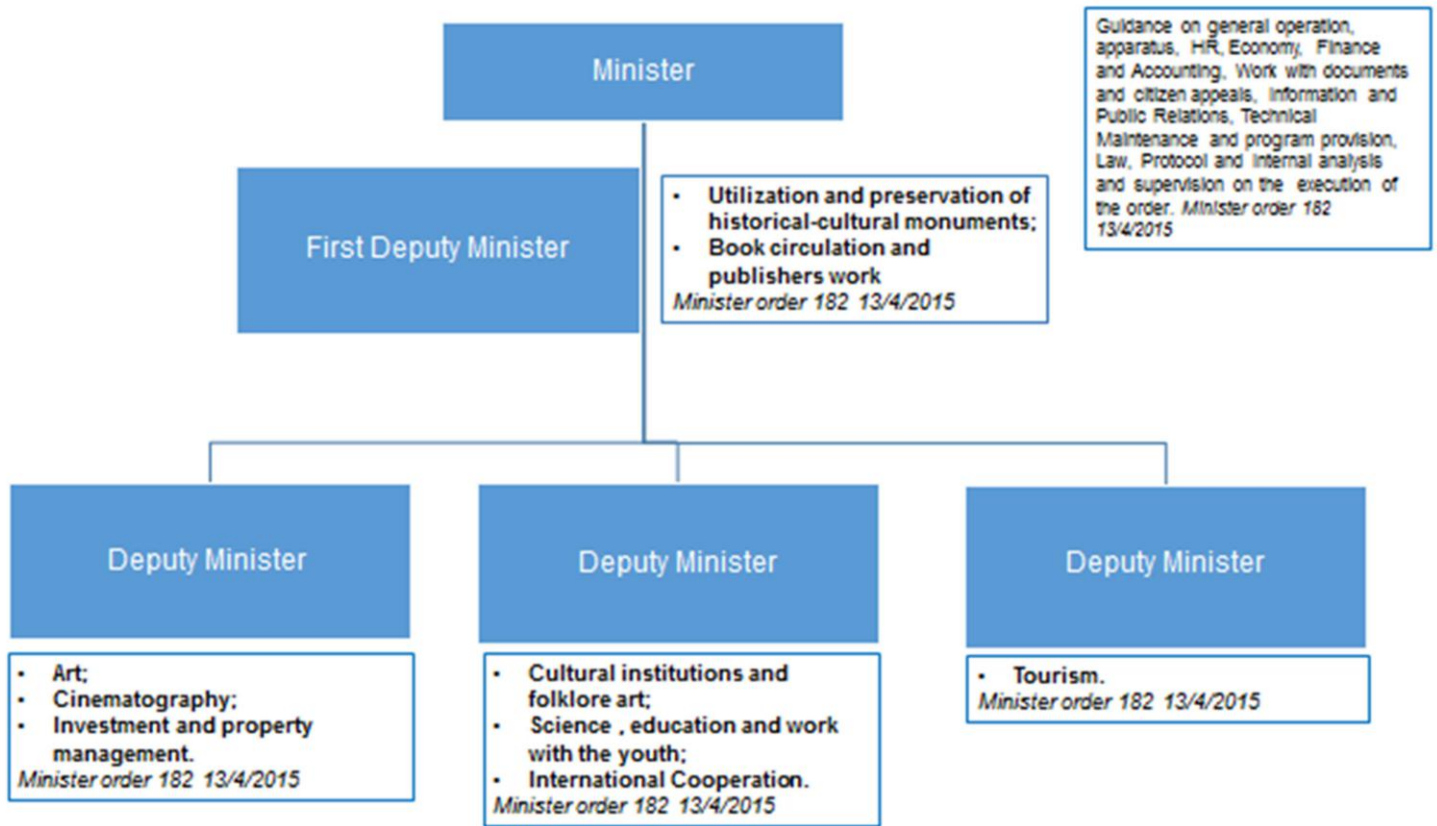 Minister
Guidance on general operation,
apparatus, HR, Economy, Finance
and Accounting, Work with documents
and citizen appeals, Information and
Public Relations, Technical
Maintenance and program provision,
Law, Protocol and Internal analysis
and supervision on the execution of
the order. Minister order 182
13/4/2015
First Deputy Minister
• Utilization and preservation of
historical-cultural monuments;
• Book circulation and
publishers work
Minister order 182 13/4/2015
Deputy Minister
• Art;
• Cinematography;
• Investment and property
management.
Minister order 182 13/4/2015
Deputy Minister
• Cultural institutions and
folklore art;
• Science , education and work
with the youth;
• International Cooperation.
Minister order 182 13/4/2015
Deputy Minister
• Tourism.
Minister order 182 13/4/2015